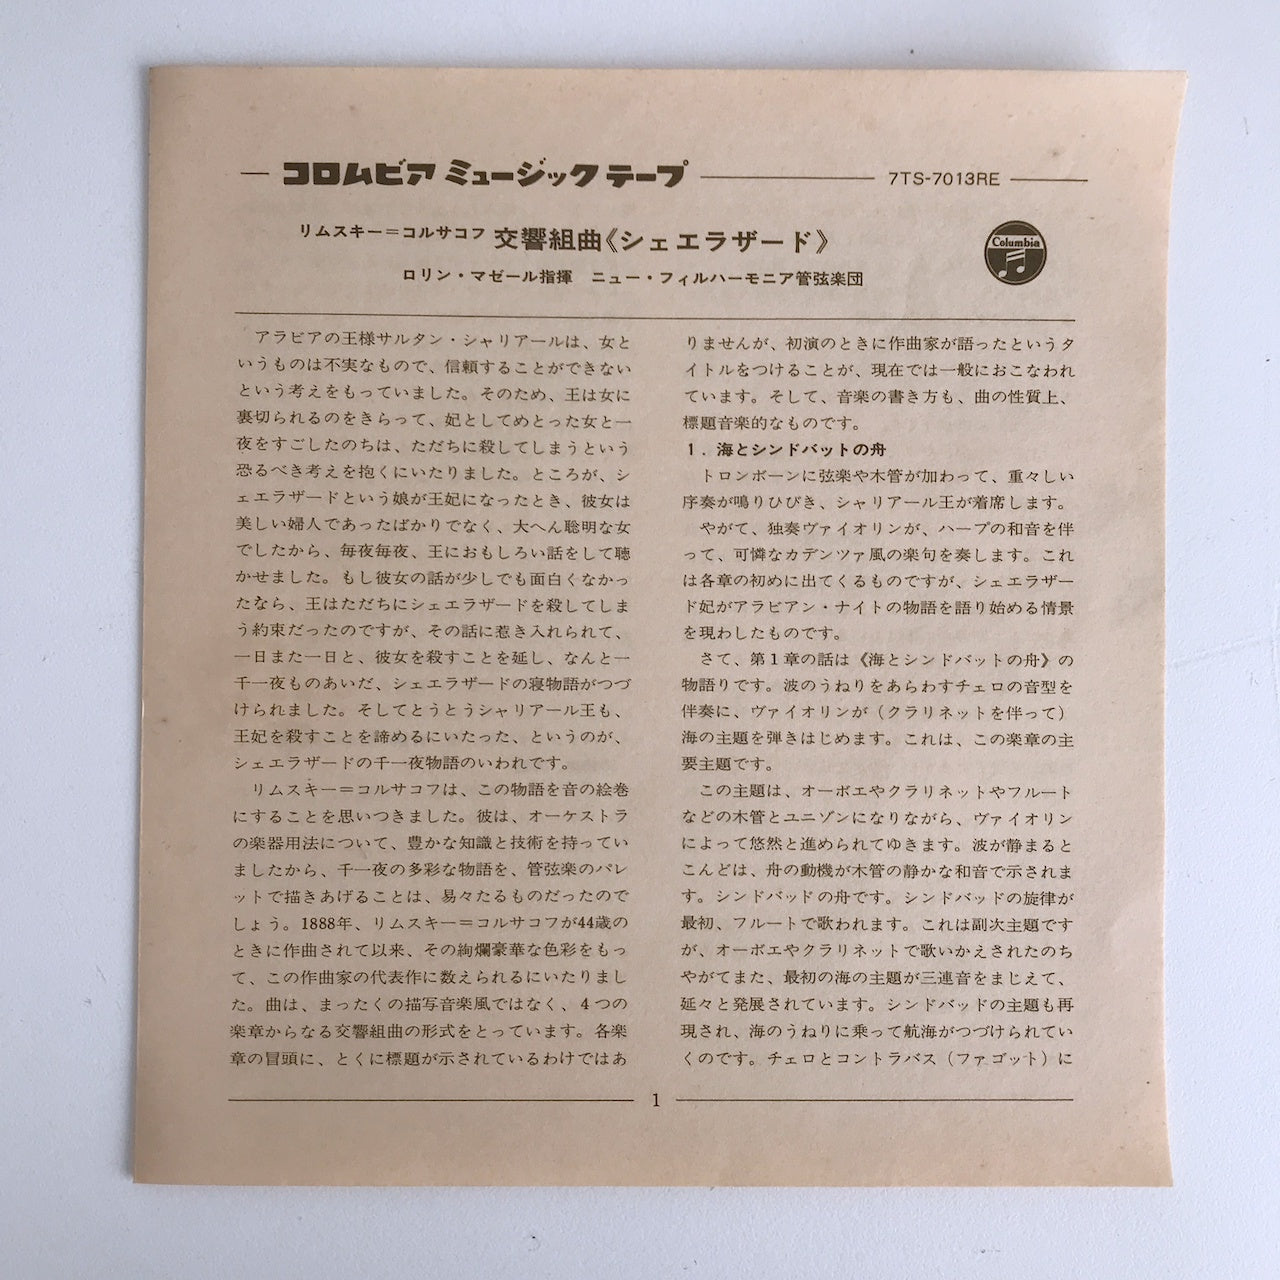 コロムビア ミュージック テープ 7TS-7013RE
リムスキー＝コルサコフ 交響組曲《シェエラザード》
Columbia
ロリン・マゼール指揮 ニュー・フィルハーモニア管弦楽団
アラビアの王様サルタン・シャリアールは、女と
いうものは不実なもので、信頼することができない
という考えをもっていました。そのため、王は女に
裏切られるのをきらって、妃としてめとった女と一
夜をすごしたのちは、ただちに殺してしまうという
恐るべき考えを抱くにいたりました。ところが、シ
ェエラザードという娘が王妃になったとき、彼女は
美しい婦人であったばかりでなく、大へん聡明な女
でしたから、毎夜毎夜、王におもしろい話をして聴
かせました。もし彼女の話が少しでも面白くなかっ
たなら、王はただちにシェエラザードを殺してしま
う約束だったのですが、その話に惹き入れられて、
一日また一日と、彼女を殺すことを延し、なんと一
千一夜ものあいだ、シェエラザードの寝物語がつづ
けられました。そしてとうとうシャリアール王も、
王妃を殺すことを諦めるにいたった、というのが、
シェエラザードの千一夜物語のいわれです。
リムスキー＝コルサコフは、この物語を音の絵巻
にすることを思いつきました。彼は、オーケストラ
の楽器用法について、豊かな知識と技術を持ってい
ましたから、千一夜の多彩な物語を、管弦楽のパレ
ットで描きあげることは、易々たるものだったので
しょう。1888年、リムスキー＝コルサコフが44歳の
ときに作曲されて以来、その絢爛豪華な色彩をもっ
て、この作曲家の代表作に数えられるにいたりまし
た。曲は、まったくの描写音楽風ではなく、4つの
楽章からなる交響組曲の形式をとっています。各楽
章の冒頭に、とくに標題が示されているわけではあ
りませんが、初演のときに作曲家が語ったというタ
イトルをつけることが、現在では一般におこなわれ
ています。そして、音楽の書き方も、曲の性質上、
標題音楽的なものです。
1．海とシンドバットの舟
トロンボーンに弦楽や木管が加わって、重々しい
序奏が鳴りひびき、シャリアール王が着席します。
やがて、独奏ヴァイオリンが、ハープの和音を伴
って、可憐なカデンツァ風の楽句を奏します。これ
は各章の初めに出てくるものですが、シェエラザー
ド妃がアラビアン・ナイトの物語を語り始める情景
を現わしたものです。
さて、第1章の話は《海とシンドバットの舟》の
物語りです。波のうねりをあらわすチェロの音型を
伴奏に、ヴァイオリンが（クラリネットを伴って）
海の主題を弾きはじめます。これは、この楽章の主
要主題です。
この主題は、オーボエやクラリネットやフルート
などの木管とユニゾンになりながら、ヴァイオリン
によって悠然と進められてゆきます。波が静まると
こんどは、舟の動機が木管の静かな和音で示されま
す。シンドバッドの舟です。シンドバッドの旋律が
最初、フルートで歌われます。これは副次主題です
が、オーボエやクラリネットで歌いかえされたのち
やがてまた、最初の海の主題が三連音をまじえて、
延々と発展されています。シンドバッドの主題も再
現され、海のうねりに乗って航海がつづけられてい
くのです。チェロとコントラバス（ファゴット）に
1